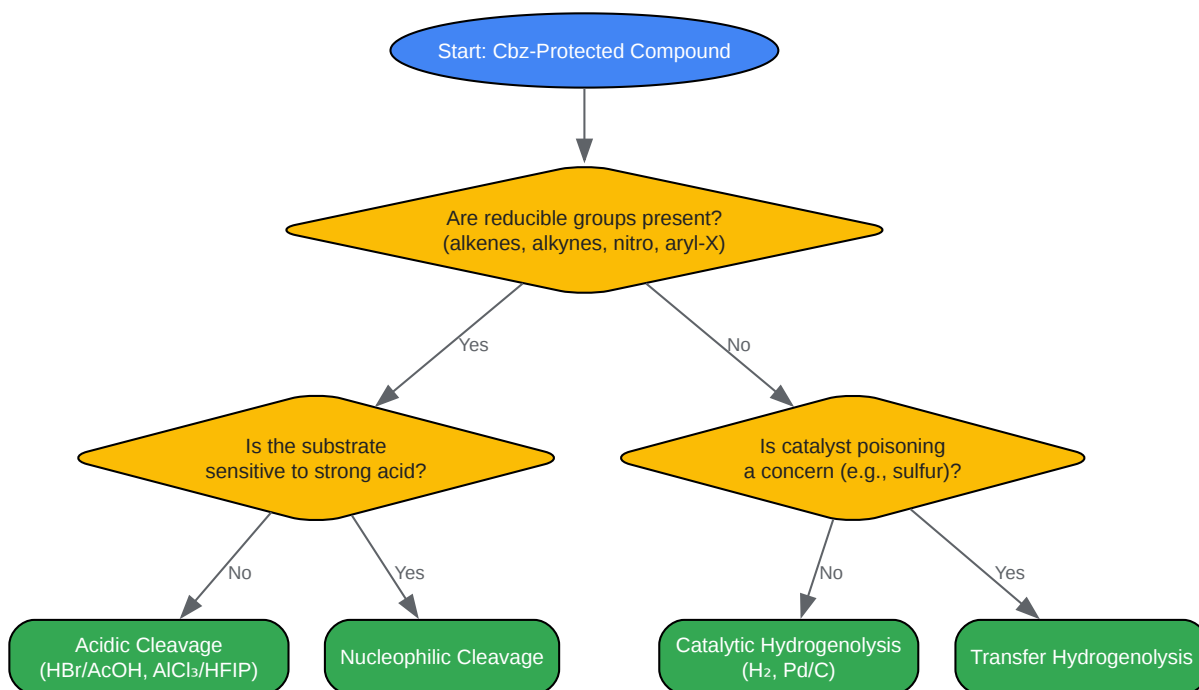 Start: Cbz-Protected Compound
Are reducible groups present?
(alkenes, alkynes, nitro, aryl-X)
Yes
No
Is the substrate
sensitive to strong acid?
Is catalyst poisoning
a concern (e.g., sulfur)?
No
Yes
No
Yes
Acidic Cleavage
(HBr/AcOH, AlCl₃/HFIP)
Nucleophilic Cleavage
Catalytic Hydrogenolysis
(H₂, Pd/C)
Transfer Hydrogenolysis